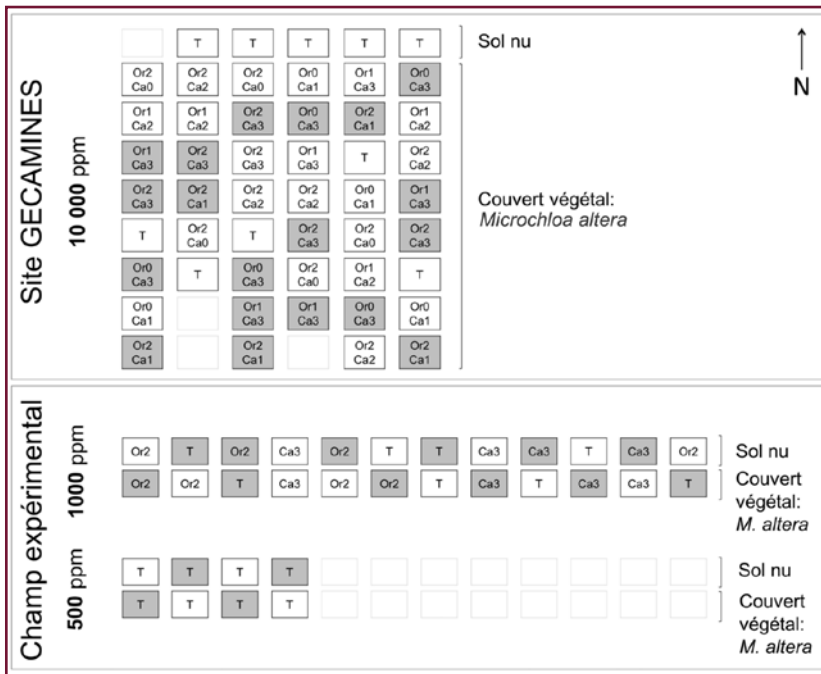 Site GECAMINES
10 000 ppm
T T T T T
Sol nu
N
Or2 Or2 Or2 Or0 Or1 Or0
Ca0 Ca2 Ca0 Ca1 Ca3 Ca3
Or1 Or1 Or2 Or0 Or2 Or1
Ca2 Ca2 Ca3 Ca3 Ca1 Ca2
Or1 Or2 Or2 Or1 T Or2
Ca3 Ca3 Ca3 Ca3 Ca2
Or2 Or2 Or2 Or2 Or0 Or1
Ca3 Ca1 Ca2 Ca2 Ca1 Ca3
Couvert végétal:
Microchloa altera
T Or2 T Or2 Or2 Or2
Ca0 Ca3 Ca0 Ca3
Or0 T Or0 Or2 Or1 T
Ca3 Ca3 Ca0 Ca2
Or0 Or1 Or1 Or0 Or0
Ca1 Ca3 Ca3 Ca3 Ca1
Or2 Or2 Or2 Or2
Ca1 Ca1 Ca2 Ca1
Champ expérimental
1000 ppm
Or2 T Or2 Ca3 Or2 T T Ca3 Ca3 T Ca3 Or2
Sol nu
Or2 Or2 T Ca3 Or2 Or2 T Ca3 T Ca3 Ca3 T
Couvert
végétal:
M. altera
500 ppm
T T T T
Sol nu
T T T T
Couvert
végétal:
M. altera